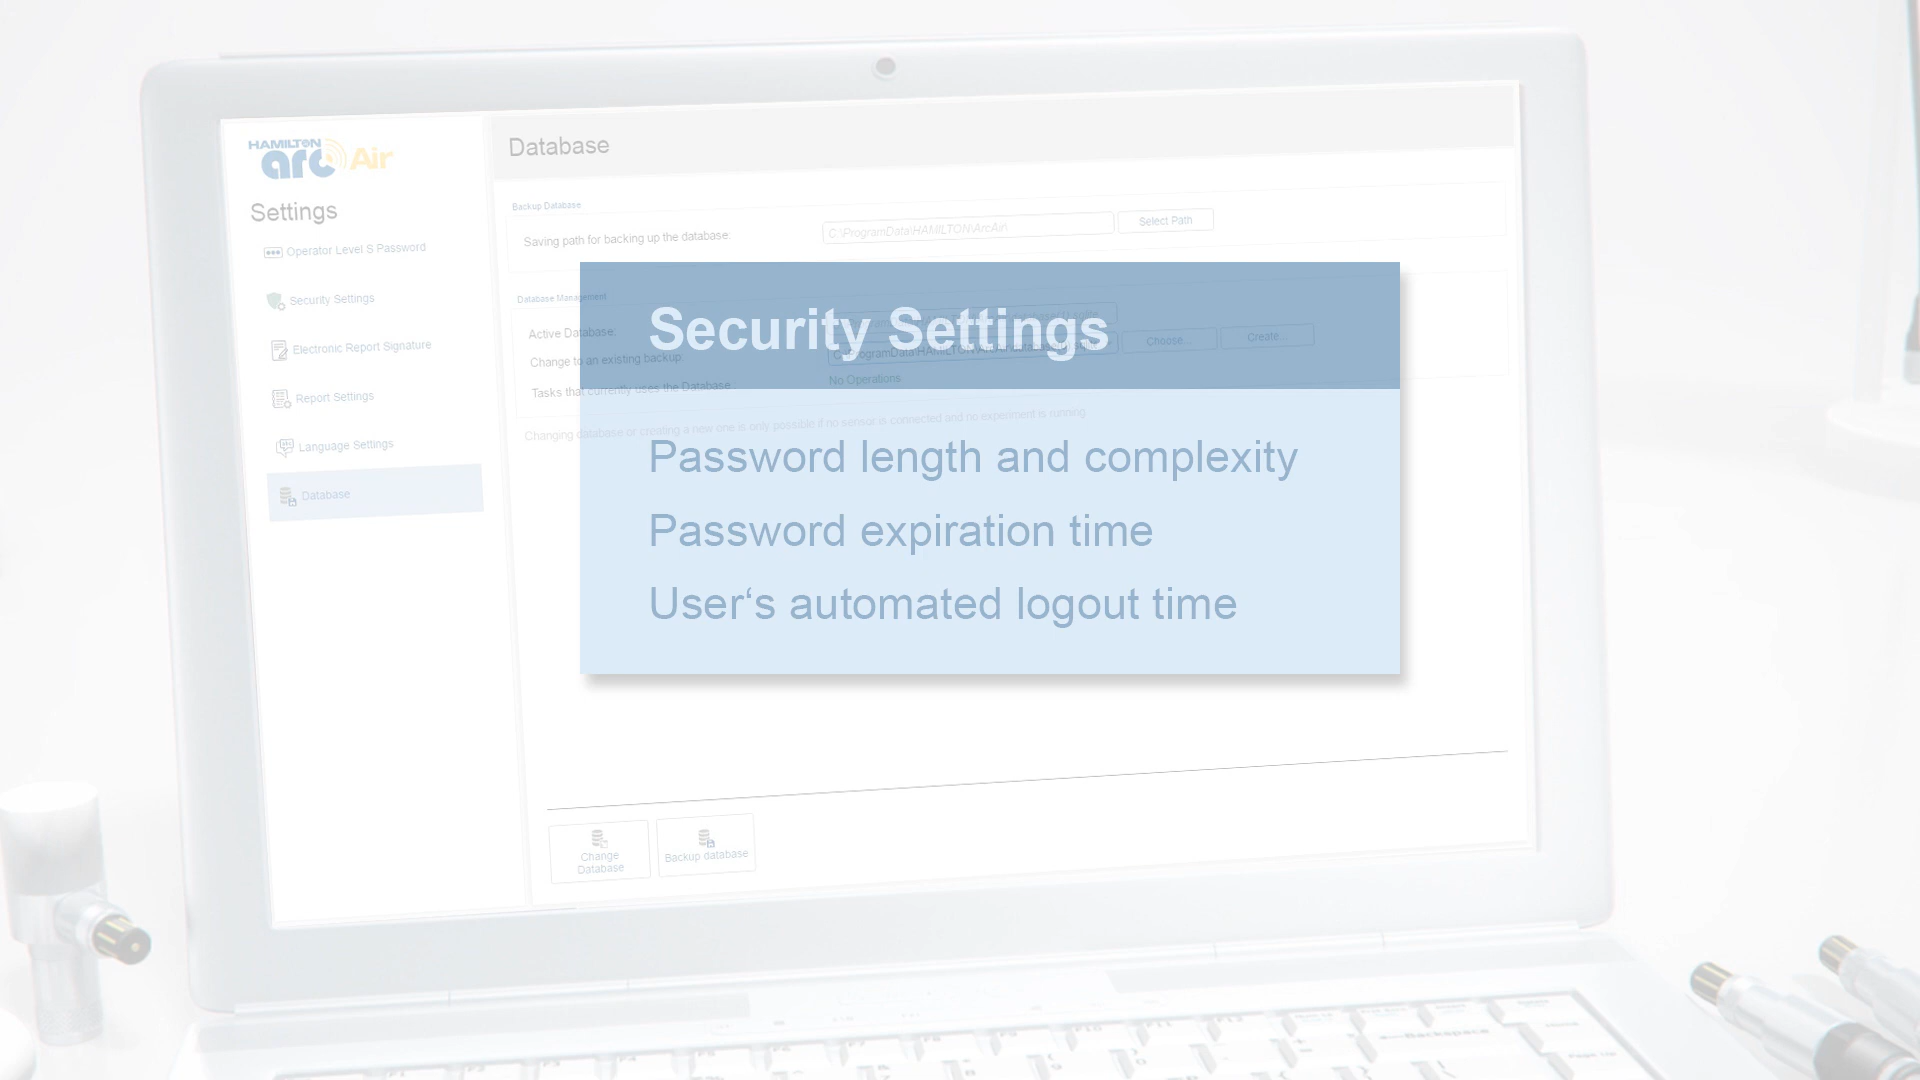 HAMILTON
arc Air
Settings
Operator Level S Password
Security Settings
Electronic Report Signature
Report Settings
Language Settings
Database
Database
Backup Database
Saving path for backing up the database:
C:\ProgramData\HAMILTON\ArcAir\
Select Path
Database Management
Active Database:
Change to an existing backup:
Choose...
Create...
Tasks that currently uses the Database:
No Operations
Changing database or creating a new one is only possible if no sensor is connected and no experiment is running
Security Settings
Password length and complexity
Password expiration time
User‘s automated logout time
Change
Database
Backup database
Backspace